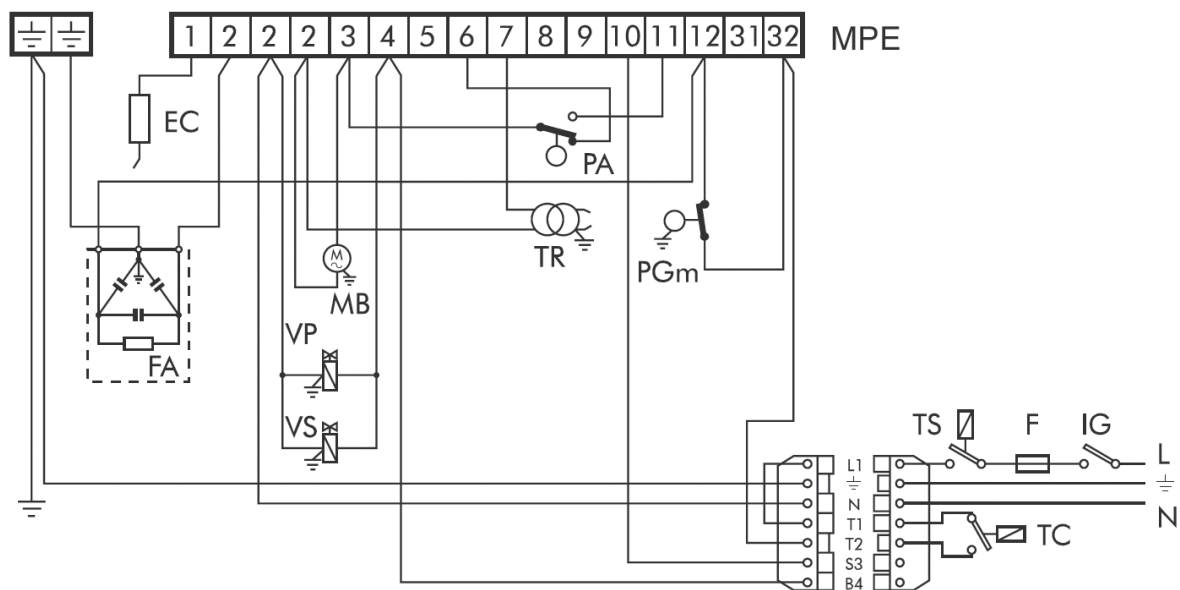 1 2 2 2 3 4 5 6 7 8 9 10 11 12 31 32 MPE
EC
PA
TR
PGm
M
~
MB
VP
FA
VS
TS F IG
L
L1
N
N
T1
T2
TC
S3
B4